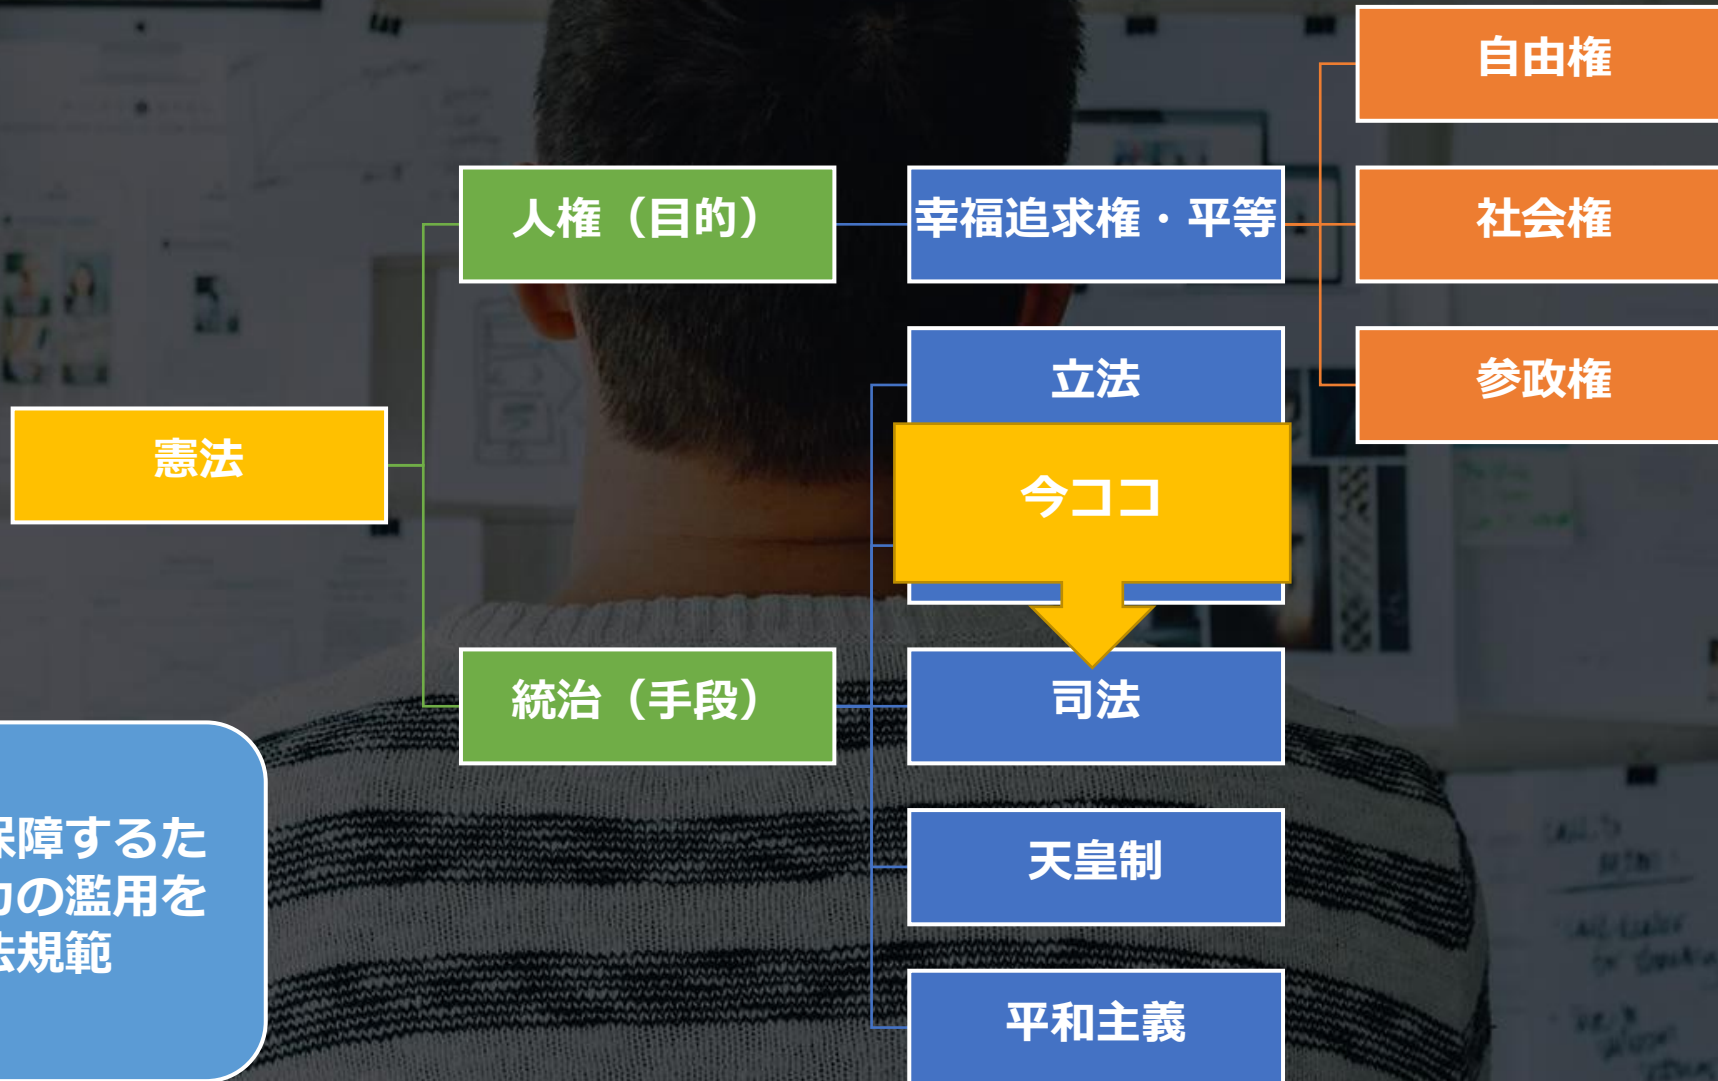 自由権
人権（目的）
幸福追求権・平等
社会権
立法
参政権
憲法
今ココ
統治（手段）
司法
保障するた
の濫用を
法規範
天皇制
平和主義